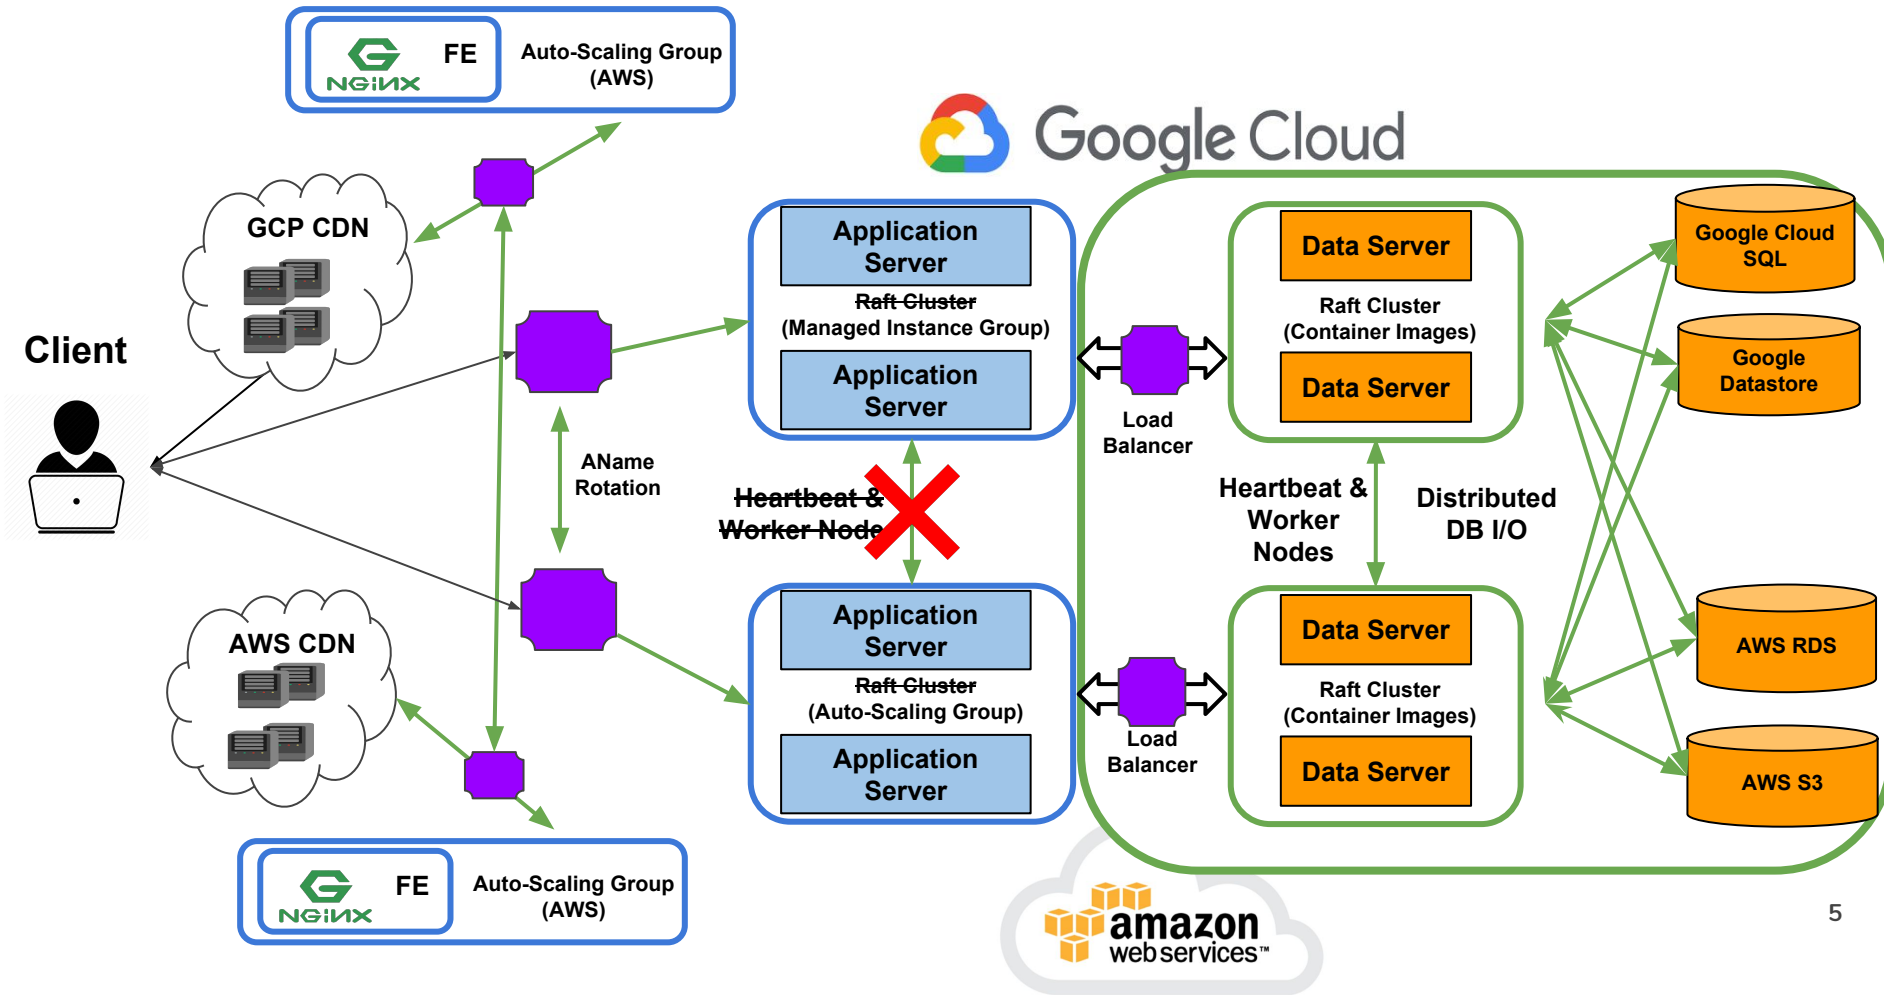 NGiNX
FE
Auto-Scaling Group
(AWS)
Google Cloud
GCP CDN
Client
AName
Rotation
AWS CDN
NGiNX
FE
Auto-Scaling Group
(AWS)
Application
Server
Raft Cluster
(Managed Instance Group)
Application
Server
Heartbeat &
Worker Node
Application
Server
Raft Cluster
(Auto-Scaling Group)
Application
Server
Load
Balancer
Load
Balancer
Data Server
Raft Cluster
(Container Images)
Data Server
Heartbeat &
Worker
Nodes
Distributed
DB I/O
Data Server
Raft Cluster
(Container Images)
Data Server
Google Cloud
SQL
Google
Datastore
AWS RDS
AWS S3
amazon
web services™
5